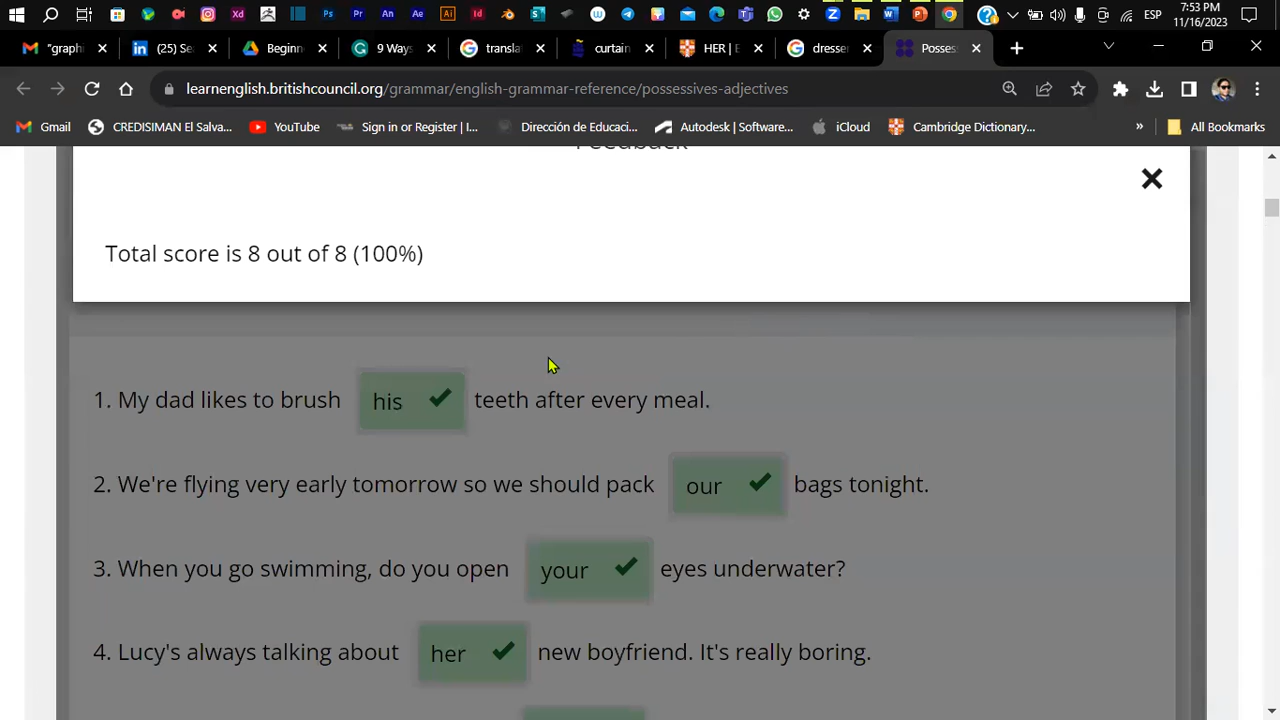 7:53 PM
ESP
11/16/2023
"graph
(25) Se
Beginn
9 Ways
transla
curtain
HER | E
dresser
Possess
learnenglish.britishcouncil.org/grammar/english-grammar-reference/possessives-adjectives
Gmail
CREDISIMAN El Salva...
YouTube
Sign in or Register | I...
Dirección de Educaci...
Autodesk | Software...
iCloud
Cambridge Dictionary...
»
All Bookmarks
Feedback
Total score is 8 out of 8 (100%)
1. My dad likes to brush his teeth after every meal.
2. We're flying very early tomorrow so we should pack our bags tonight.
3. When you go swimming, do you open your eyes underwater?
4. Lucy's always talking about her new boyfriend. It's really boring.